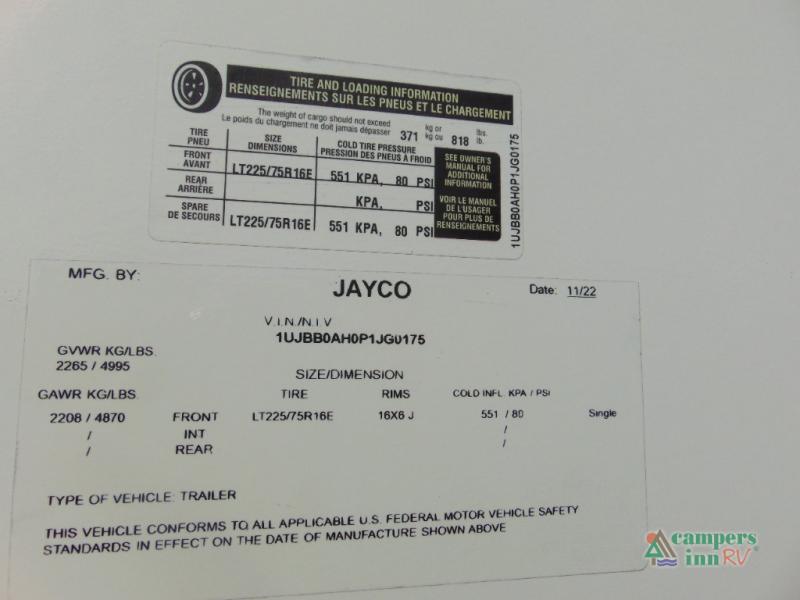 TIRE AND LOADING INFORMATION
RENSEIGNEMENTS SUR LES PNEUS ET LE CHARGEMENT
The weight of cargo should not exceed
Le poids du chargement ne doit jamais dépasser 371 kg or kg ou 818 lbs. lb.
TIRE PNEU SIZE DIMENSIONS COLD TIRE PRESSURE PRESSION DES PNEUS À FROID
FRONT AVANT LT225/75R16E 551 KPA, 80 PSI
REAR ARRIÈRE KPA, PSI
SPARE DE SECOURS LT225/75R16E 551 KPA, 80 PSI
SEE OWNER'S
MANUAL FOR
ADDITIONAL
INFORMATION
VOIR LE MANUEL
DE L'USAGER
POUR PLUS DE
RENSEIGNEMENTS
1UJBB0AH0P1JG0175
MFG. BY: JAYCO Date: 11/22
V.I.N./N.I.V
1UJBB0AH0P1JG0175
GVWR KG/LBS.
2265 / 4995
SIZE/DIMENSION
GAWR KG/LBS. TIRE RIMS COLD INFL. KPA / PSI
2208 / 4870 FRONT LT225/75R16E 16X6 J 551 / 80 Single
/ INT /
/ REAR /
TYPE OF VEHICLE: TRAILER
THIS VEHICLE CONFORMS TO ALL APPLICABLE U.S. FEDERAL MOTOR VEHICLE SAFETY
STANDARDS IN EFFECT ON THE DATE OF MANUFACTURE SHOWN ABOVE
campers
inn RV®